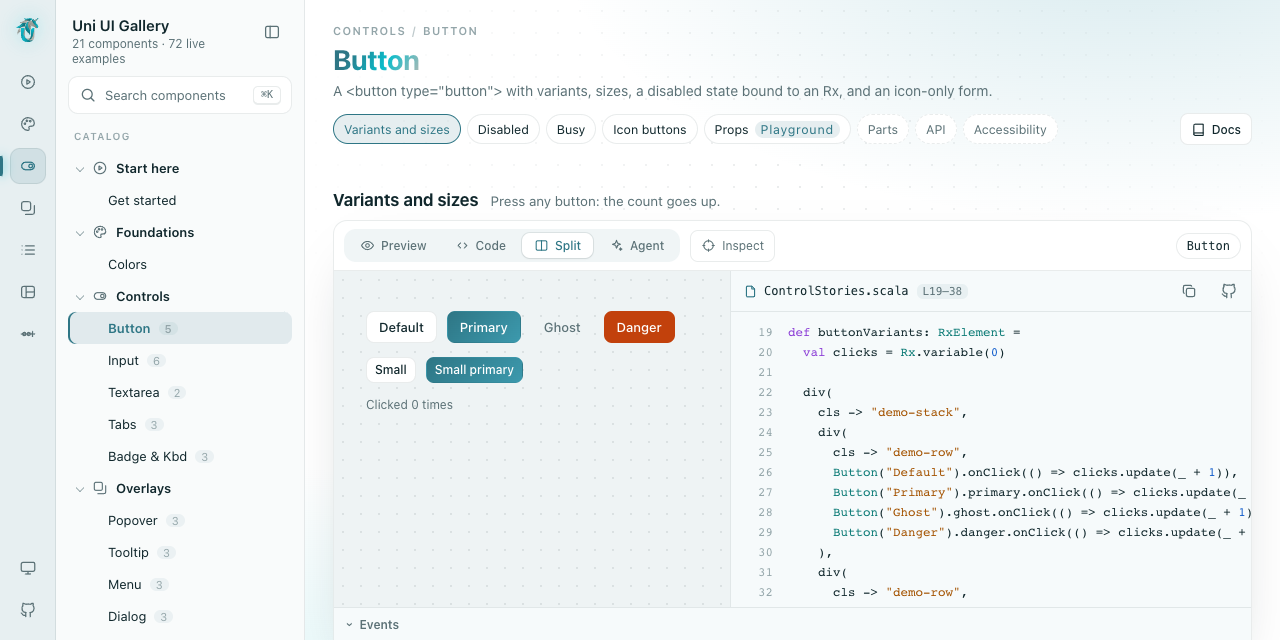 Uni UI Gallery
21 components · 72 live
examples
Search components ⌘K
CATALOG
Start here
Get started
Foundations
Colors
Controls
Button 5
Input 6
Textarea 2
Tabs 3
Badge & Kbd 3
Overlays
Popover 3
Tooltip 3
Menu 3
Dialog 3
CONTROLS / BUTTON
Button
A <button type="button"> with variants, sizes, a disabled state bound to an Rx, and an icon-only form.
Variants and sizes Disabled Busy Icon buttons Props Playground Parts API Accessibility Docs
Variants and sizes Press any button: the count goes up.
Preview Code Split Agent Inspect Button
Default Primary Ghost Danger
Small Small primary
Clicked 0 times
ControlStories.scala L19–38
19 def buttonVariants: RxElement =
20 val clicks = Rx.variable(0)
21
22 div(
23 cls -> "demo-stack",
24 div(
25 cls -> "demo-row",
26 Button("Default").onClick(() => clicks.update(_ + 1)),
27 Button("Primary").primary.onClick(() => clicks.update(_
28 Button("Ghost").ghost.onClick(() => clicks.update(_ + 1)
29 Button("Danger").danger.onClick(() => clicks.update(_ +
30 ),
31 div(
32 cls -> "demo-row",
Events